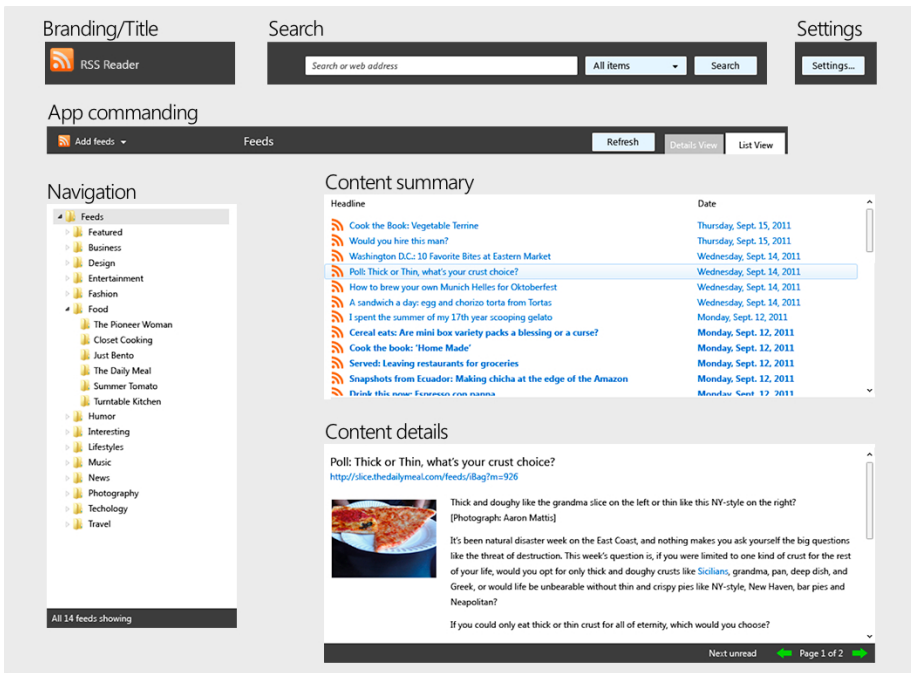 Branding/Title
RSS Reader
Search
Search or web address
All items
Search
Settings
Settings...
App commanding
Add feeds
Feeds
Refresh
Details View
List View
Navigation
Feeds
Featured
Business
Design
Entertainment
Fashion
Food
The Pioneer Woman
Closet Cooking
Just Bento
The Daily Meal
Summer Tomato
Turntable Kitchen
Humor
Interesting
Lifestyles
Music
News
Photography
Techology
Travel
All 14 feeds showing
Content summary
Headline Date
Cook the Book: Vegetable Terrine Thursday, Sept. 15, 2011
Would you hire this man? Thursday, Sept. 15, 2011
Washington D.C.: 10 Favorite Bites at Eastern Market Wednesday, Sept. 14, 2011
Poll: Thick or Thin, what's your crust choice? Wednesday, Sept. 14, 2011
How to brew your own Munich Helles for Oktoberfest Wednesday, Sept. 14, 2011
A sandwich a day: egg and chorizo torta from Tortas Wednesday, Sept. 14, 2011
I spent the summer of my 17th year scooping gelato Monday, Sept. 12, 2011
Cereal eats: Are mini box variety packs a blessing or a curse? Monday, Sept. 12, 2011
Cook the book: 'Home Made' Monday, Sept. 12, 2011
Served: Leaving restaurants for groceries Monday, Sept. 12, 2011
Snapshots from Ecuador: Making chicha at the edge of the Amazon Monday, Sept. 12, 2011
Drink this now: Espresso con panna Monday, Sept. 12, 2011
Content details
Poll: Thick or Thin, what's your crust choice?
http://slice.thedailymeal.com/feeds/iBag?m=926
Thick and doughy like the grandma slice on the left or thin like this NY-style on the right?
[Photograph: Aaron Mattis]
It's been natural disaster week on the East Coast, and nothing makes you ask yourself the big questions
like the threat of destruction. This week's question is, if you were limited to one kind of crust for the rest
of your life, would you opt for only thick and doughy crusts like Sicilians, grandma, pan, deep dish, and
Greek, or would life be unbearable without thin and crispy pies like NY-style, New Haven, bar pies and
Neapolitan?
If you could only eat thick or thin crust for all of eternity, which would you choose?
Next unread Page 1 of 2